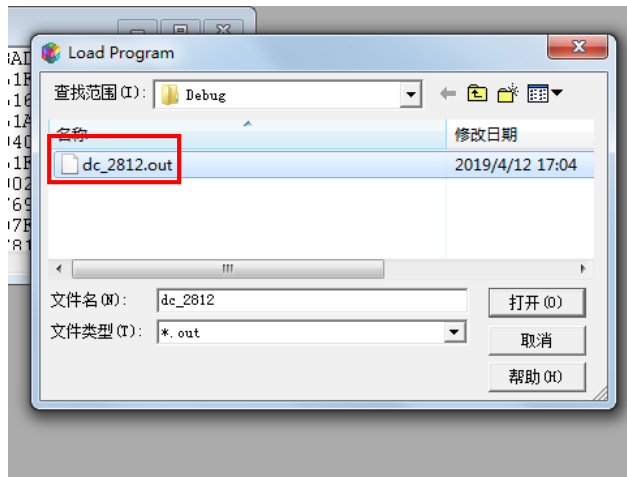 Load Program
查找范围(I):
Debug
名称
修改日期
dc_2812.out
2019/4/12 17:04
文件名(N):
dc_2812
打开(O)
文件类型(T):
*.out
取消
帮助(H)